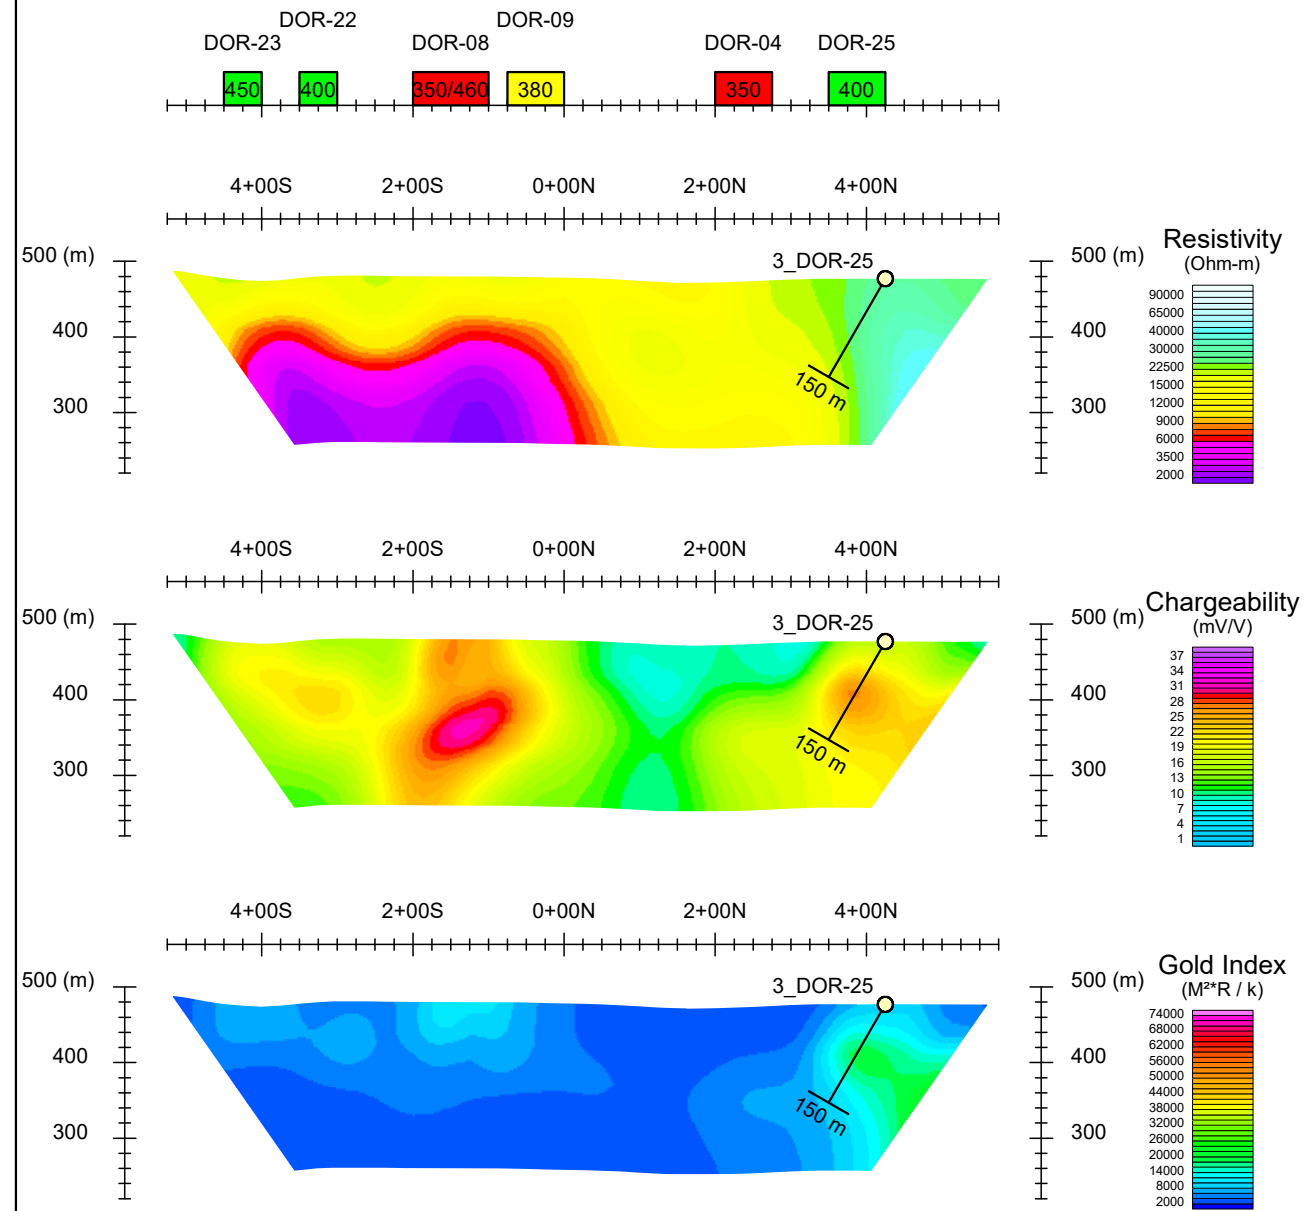 DOR-22 DOR-09
DOR-23 DOR-08 DOR-04 DOR-25
450 400 350/460 380 350 400
4+00S 2+00S 0+00N 2+00N 4+00N
500 (m) 3_DOR-25 500 (m)
400 400
300 300
150 m
Resistivity
(Ohm-m)
90000
65000
40000
30000
22500
15000
12000
9000
6000
3500
2000
4+00S 2+00S 0+00N 2+00N 4+00N
500 (m) 3_DOR-25 500 (m)
400 400
300 300
150 m
Chargeability
(mV/V)
37
34
31
28
25
22
19
16
13
10
7
4
1
4+00S 2+00S 0+00N 2+00N 4+00N
500 (m) 3_DOR-25 500 (m)
400 400
300 300
150 m
Gold Index
(M²*R / k)
74000
68000
62000
56000
50000
44000
38000
32000
26000
20000
14000
8000
2000